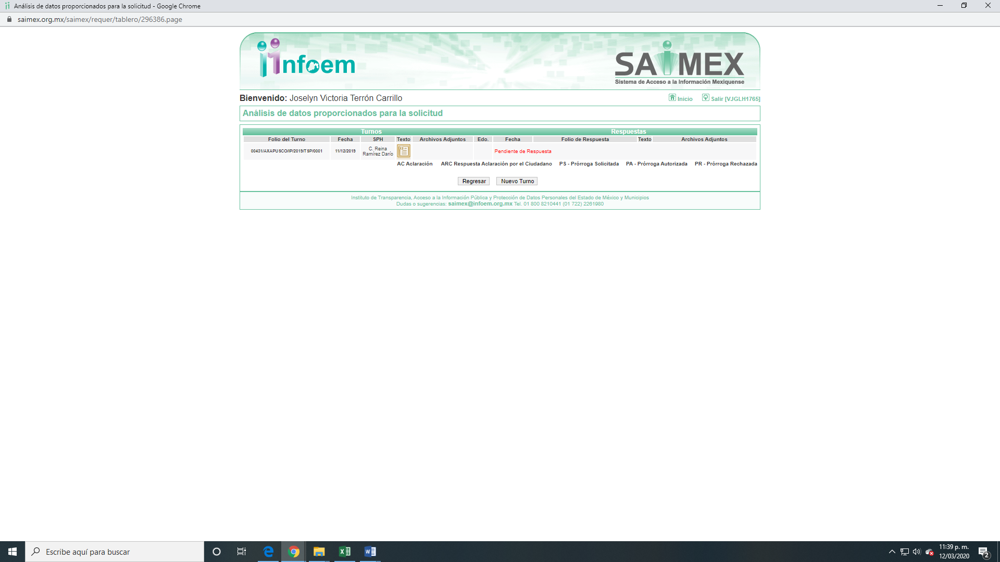 Análisis de datos proporcionados para la solicitud - Google Chrome
saimex.org.mx/saimex/requer/tablero/296386.page
infoem
SAIMEX
Sistema de Acceso a la Información Mexiquense
Bienvenido: Joselyn Victoria Terrón Carrillo
Inicio Salir [VJGLH1765]
Análisis de datos proporcionados para la solicitud
Turnos Respuestas
Folio del Turno Fecha SPH Texto Archivos Adjuntos Edo. Fecha Folio de Respuesta Texto Archivos Adjuntos
00431/AXAPUSCO/IP/2019/TSP/0001 11/12/2019 C. Reina Ramírez Darío Pendiente de Respuesta
AC Aclaración ARC Respuesta Aclaración por el Ciudadano PS - Prórroga Solicitada PA - Prórroga Autorizada PR - Prórroga Rechazada
Regresar Nuevo Turno
Instituto de Transparencia, Acceso a la Información Pública y Protección de Datos Personales del Estado de México y Municipios
Dudas o sugerencias: saimex@infoem.org.mx Tel. 01 800 8210441 (01 722) 2261980
Escribe aquí para buscar
11:39 p. m.
12/03/2020
2